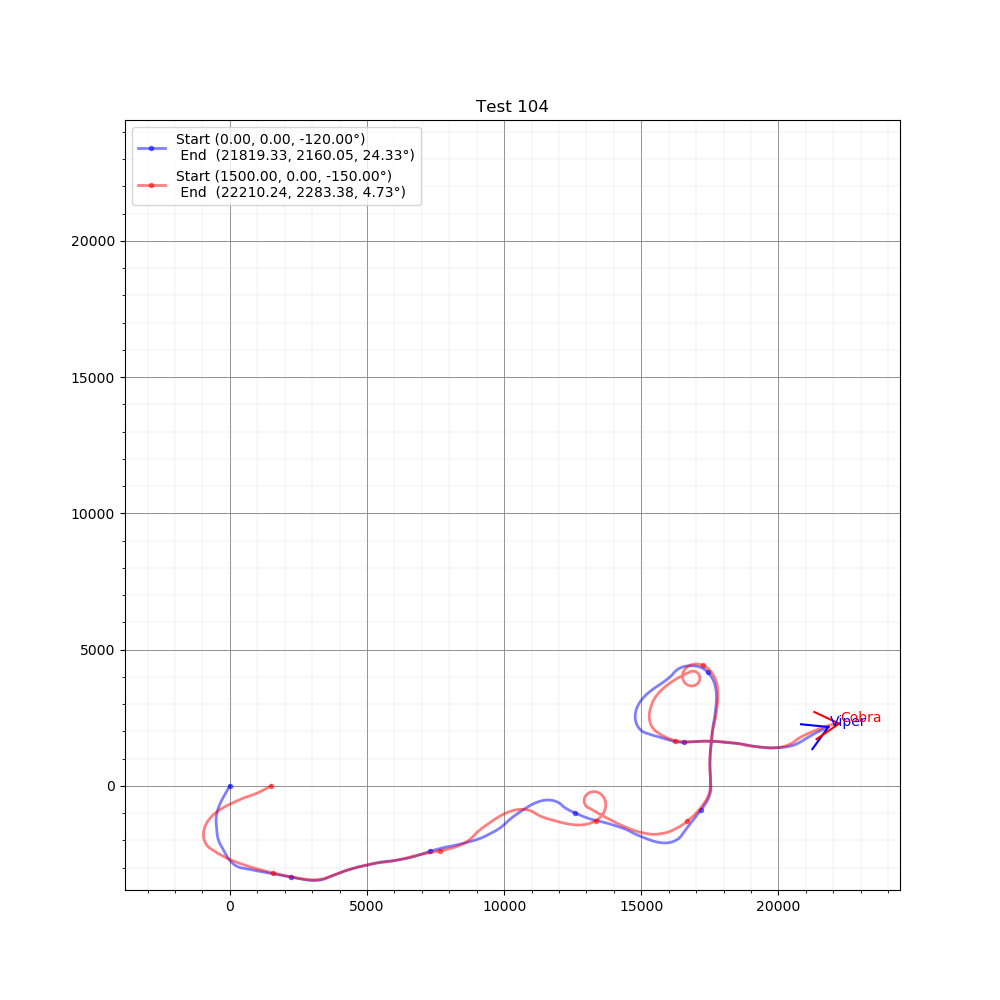 Test 104
Start (0.00, 0.00, -120.00°)
End (21819.33, 2160.05, 24.33°)
Start (1500.00, 0.00, -150.00°)
End (22210.24, 2283.38, 4.73°)
20000
15000
10000
5000
0
Cobra
Viper
0 5000 10000 15000 20000